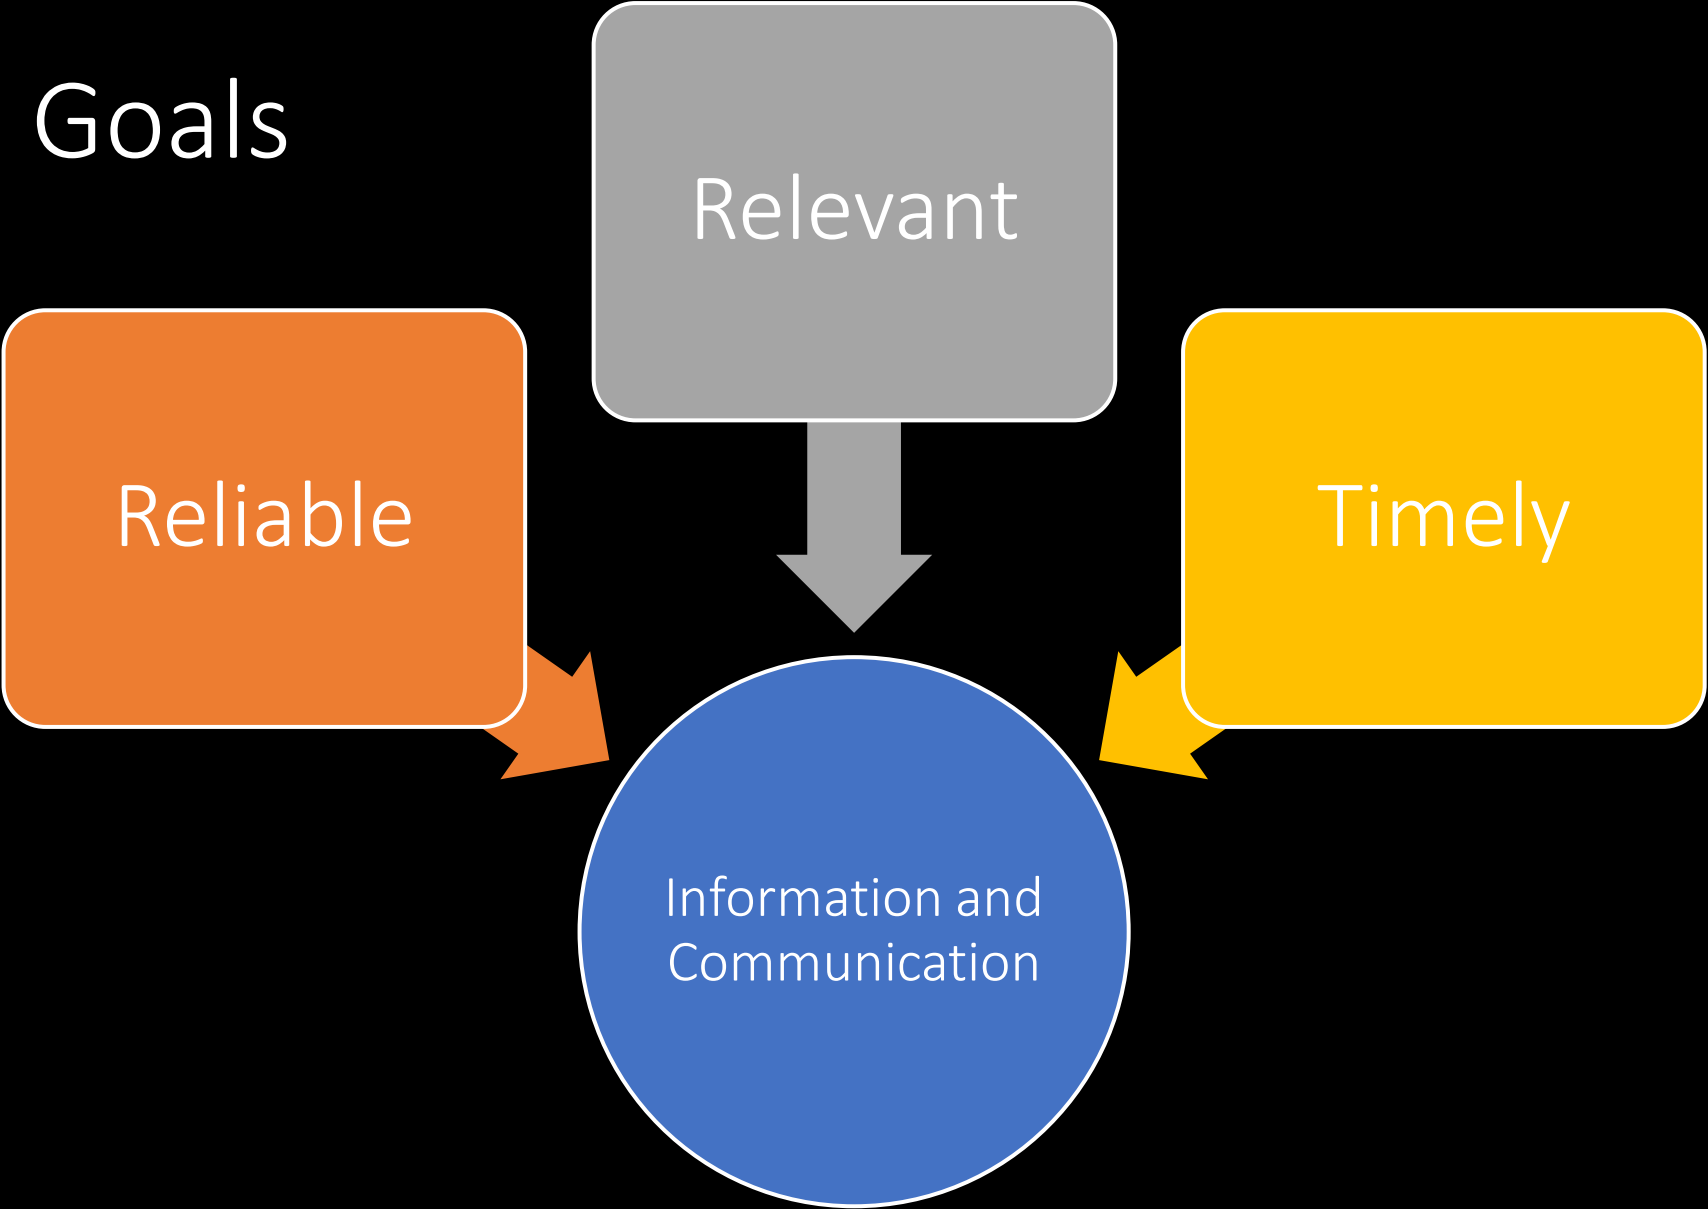 Goals
Relevant
Reliable
Timely
Information and
Communication